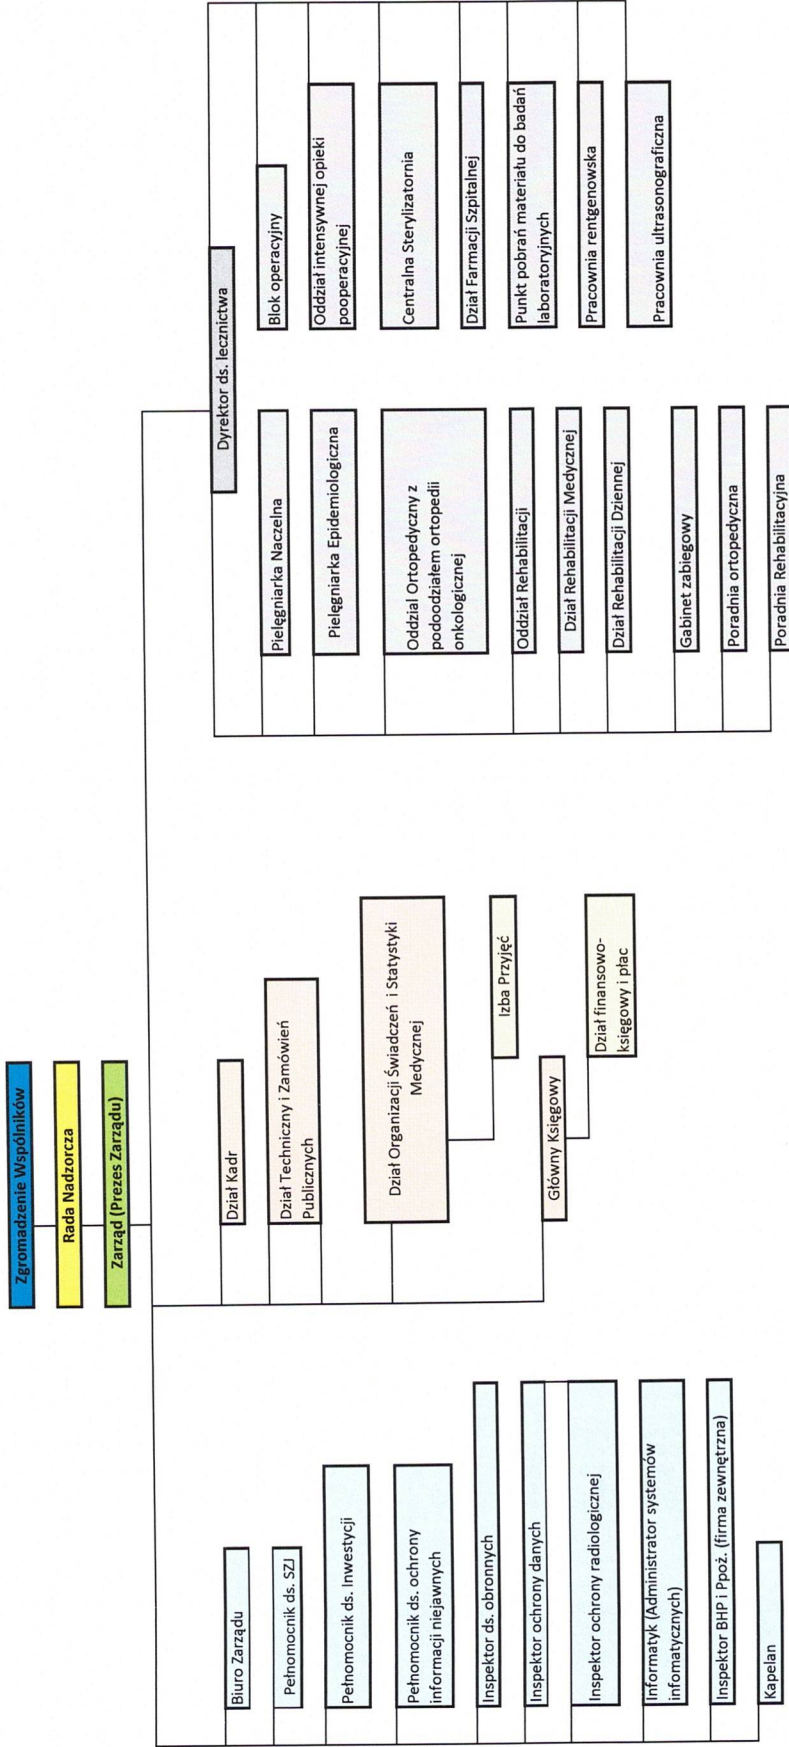 Zgromadzenie Wspólników
Rada Nadzorcza
Zarząd (Prezes Zarządu)
Biuro Zarządu
Pełnomocnik ds. SZJ
Pełnomocnik ds. Inwestycji
Pełnomocnik ds. ochrony
informacji niejawnych
Inspektor ds. obronnych
Inspektor ochrony danych
Inspektor ochrony radiologicznej
Informatyk (Administrator systemów
infomatycznych)
Inspektor BHP i Ppoż. (firma zewnętrzna)
Kapelan
Dział Kadr
Dział Techniczny i Zamówień
Publicznych
Dział Organizacji Świadczeń i Statystyki
Medycznej
Izba Przyjęć
Główny Księgowy
Dział finansowo-
księgowy i płac
Dyrektor ds. lecznictwa
Pielęgniarka Naczelna
Pielęgniarka Epidemiologiczna
Oddział Ortopedyczny z
podoodziałem ortopedii
onkologicznej
Oddział Rehabilitacji
Dział Rehabilitacji Medycznej
Dział Rehabilitacji Dziennej
Gabinet zabiegowy
Poradnia ortopedyczna
Poradnia Rehabilitacyjna
Blok operacyjny
Oddział intensywnej opieki
pooperacyjnej
Centralna Sterylizatornia
Dział Farmacji Szpitalnej
Punkt pobrań materiału do badań
laboratoryjnych
Pracownia rentgenowska
Pracownia ultrasonograficzna